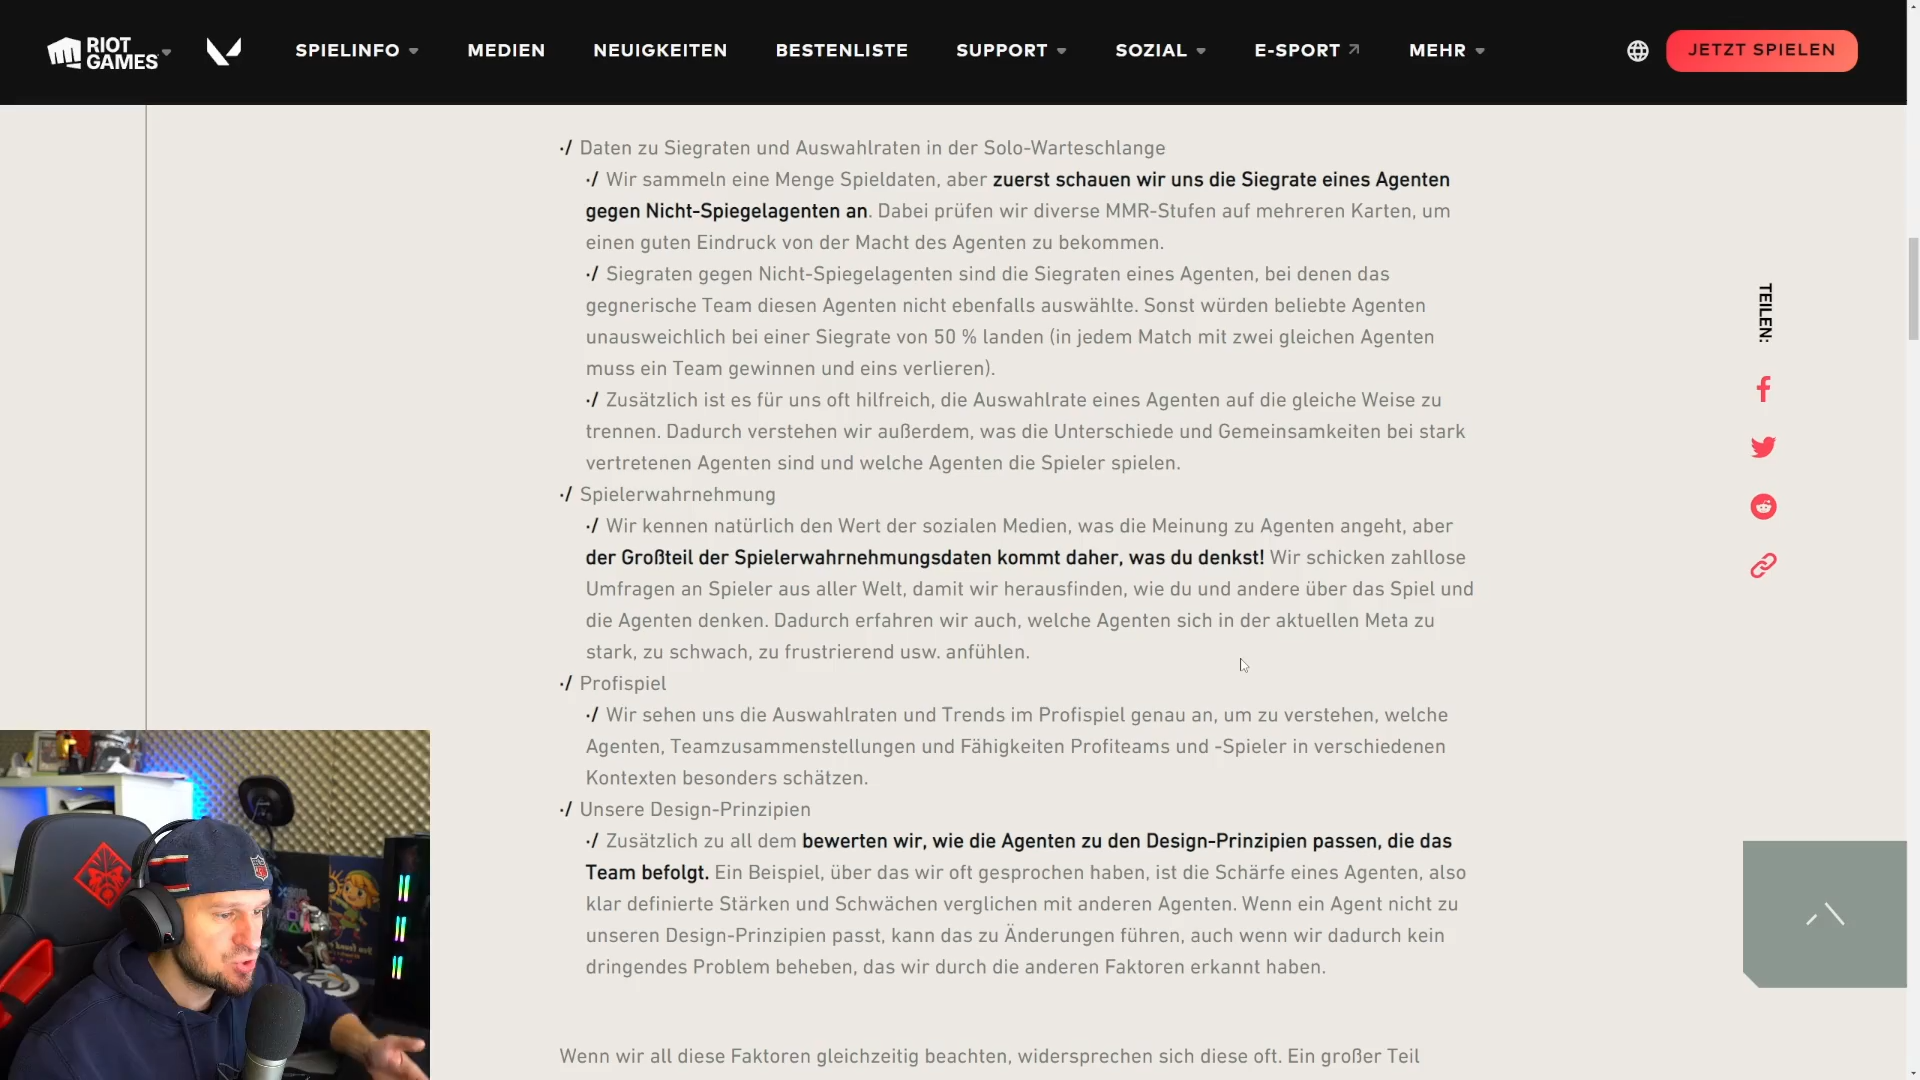 RIOT GAMES
SPIELINFO
MEDIEN
NEUIGKEITEN
BESTENLISTE
SUPPORT
SOZIAL
E-SPORT
MEHR
JETZT SPIELEN
·/ Daten zu Siegraten und Auswahlraten in der Solo-Warteschlange
·/ Wir sammeln eine Menge Spieldaten, aber zuerst schauen wir uns die Siegrate eines Agenten
gegen Nicht-Spiegelagenten an. Dabei prüfen wir diverse MMR-Stufen auf mehreren Karten, um
einen guten Eindruck von der Macht des Agenten zu bekommen.
·/ Siegraten gegen Nicht-Spiegelagenten sind die Siegraten eines Agenten, bei denen das
gegnerische Team diesen Agenten nicht ebenfalls auswählte. Sonst würden beliebte Agenten
unausweichlich bei einer Siegrate von 50 % landen (in jedem Match mit zwei gleichen Agenten
muss ein Team gewinnen und eins verlieren).
·/ Zusätzlich ist es für uns oft hilfreich, die Auswahlrate eines Agenten auf die gleiche Weise zu
trennen. Dadurch verstehen wir außerdem, was die Unterschiede und Gemeinsamkeiten bei stark
vertretenen Agenten sind und welche Agenten die Spieler spielen.
·/ Spielerwahrnehmung
·/ Wir kennen natürlich den Wert der sozialen Medien, was die Meinung zu Agenten angeht, aber
der Großteil der Spielerwahrnehmungsdaten kommt daher, was du denkst! Wir schicken zahllose
Umfragen an Spieler aus aller Welt, damit wir herausfinden, wie du und andere über das Spiel und
die Agenten denken. Dadurch erfahren wir auch, welche Agenten sich in der aktuellen Meta zu
stark, zu schwach, zu frustrierend usw. anfühlen.
·/ Profispiel
·/ Wir sehen uns die Auswahlraten und Trends im Profispiel genau an, um zu verstehen, welche
Agenten, Teamzusammenstellungen und Fähigkeiten Profiteams und -Spieler in verschiedenen
Kontexten besonders schätzen.
·/ Unsere Design-Prinzipien
·/ Zusätzlich zu all dem bewerten wir, wie die Agenten zu den Design-Prinzipien passen, die das
Team befolgt. Ein Beispiel, über das wir oft gesprochen haben, ist die Schärfe eines Agenten, also
klar definierte Stärken und Schwächen verglichen mit anderen Agenten. Wenn ein Agent nicht zu
unseren Design-Prinzipien passt, kann das zu Änderungen führen, auch wenn wir dadurch kein
dringendes Problem beheben, das wir durch die anderen Faktoren erkannt haben.
Wenn wir all diese Faktoren gleichzeitig beachten, widersprechen sich diese oft. Ein großer Teil
TEILEN: